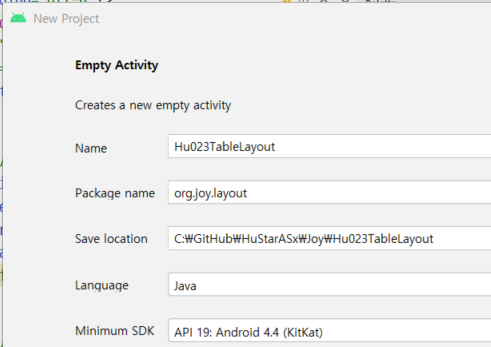 New Project
Empty Activity
Creates a new empty activity
Name Hu023TableLayout
Package name org.joy.layout
Save location C:₩GitHub₩HuStarASx₩Joy₩Hu023TableLayout
Language Java
Minimum SDK API 19: Android 4.4 (KitKat)